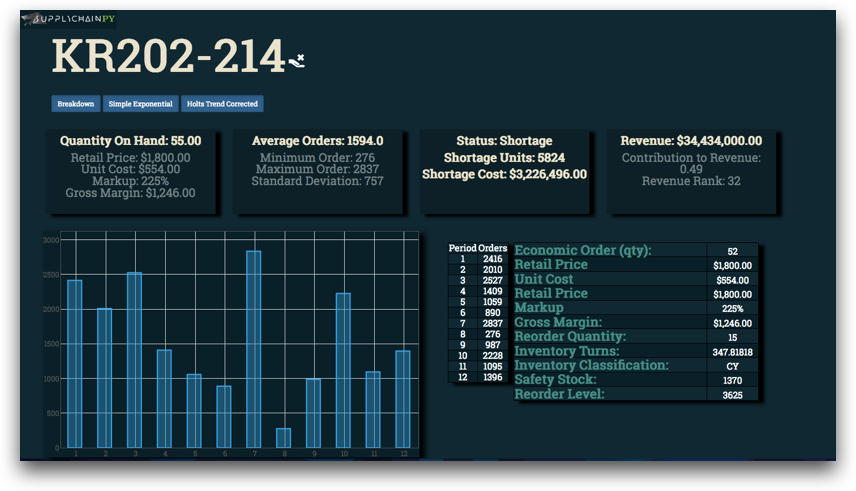 SUPPLYCHAINPY
KR202-214
Breakdown
Simple Exponential
Holts Trend Corrected
Quantity On Hand: 55.00
Retail Price: $1,800.00
Unit Cost: $554.00
Markup: 225%
Gross Margin: $1,246.00
Average Orders: 1594.0
Minimum Order: 276
Maximum Order: 2837
Standard Deviation: 757
Status: Shortage
Shortage Units: 5824
Shortage Cost: $3,226,496.00
Revenue: $34,434,000.00
Contribution to Revenue:
0.49
Revenue Rank: 32
3000
2500
2000
1500
1000
500
0
1 2 3 4 5 6 7 8 9 10 11 12
Period Orders
1 2416
2 2010
3 2527
4 1409
5 1059
6 890
7 2837
8 276
9 987
10 2228
11 1095
12 1396
Economic Order (qty): 52
Retail Price $1,800.00
Unit Cost $554.00
Retail Price $1,800.00
Markup 225%
Gross Margin: $1,246.00
Reorder Quantity: 15
Inventory Turns: 347.81818
Inventory Classification: CY
Safety Stock: 1370
Reorder Level: 3625